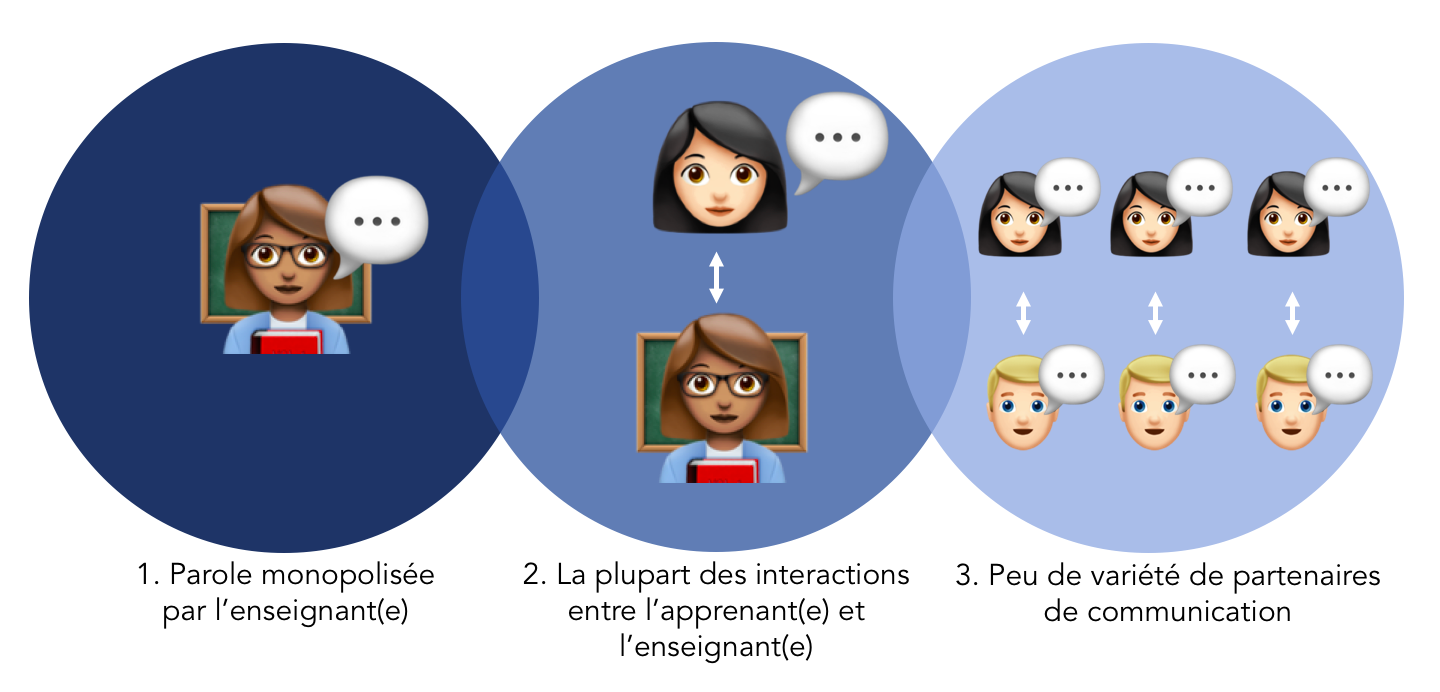 1. Parole monopolisée
par l’enseignant(e)
2. La plupart des interactions
entre l’apprenant(e) et
l’enseignant(e)
3. Peu de variété de partenaires
de communication